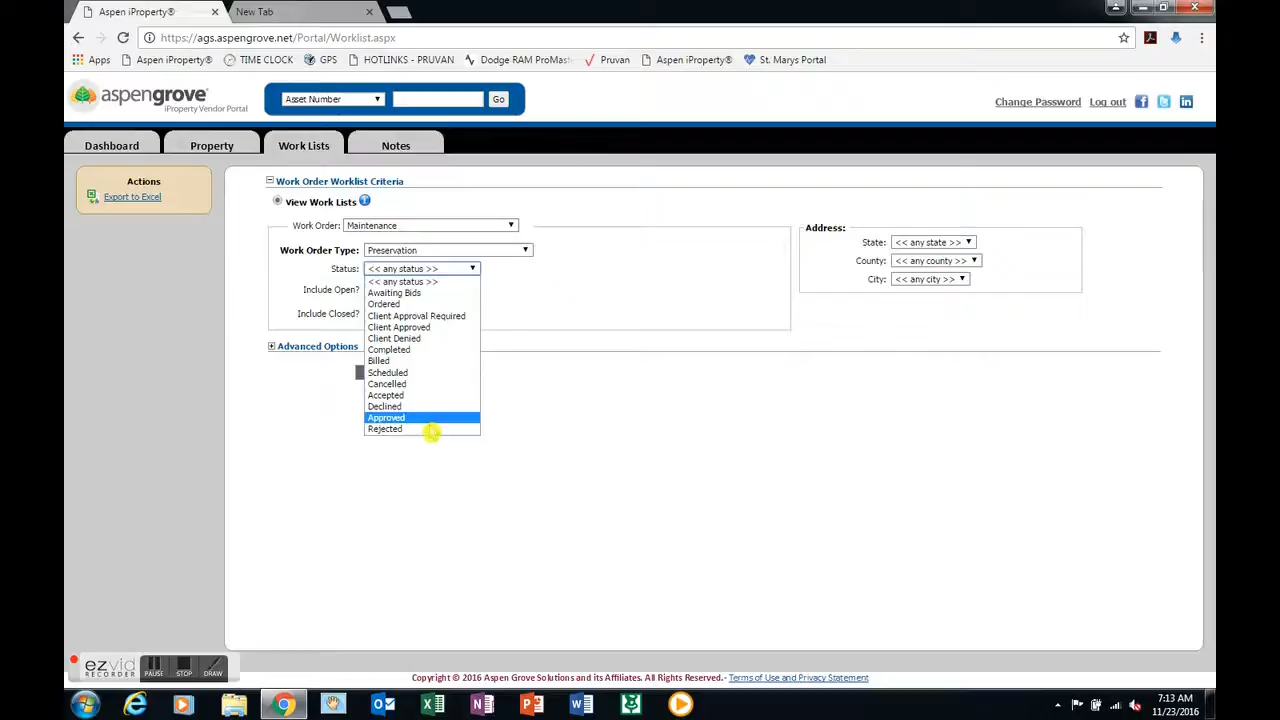 Aspen iProperty®
New Tab
https://ags.aspengrove.net/Portal/Worklist.aspx
Apps Aspen iProperty® TIME CLOCK GPS HOTLINKS - PRUVAN Dodge RAM ProMast Pruvan Aspen iProperty® St. Marys Portal
aspengrove®
iProperty Vendor Portal
Asset Number Go
Change Password Log out
Dashboard Property Work Lists Notes
Actions
Export to Excel
Work Order Worklist Criteria
View Work Lists
Work Order: Maintenance
Work Order Type: Preservation
Status: << any status >>
Include Open?
Include Closed?
<< any status >>
Awaiting Bids
Ordered
Client Approval Required
Client Approved
Client Denied
Completed
Billed
Scheduled
Cancelled
Accepted
Declined
Approved
Rejected
Address:
State: << any state >>
County: << any county >>
City: << any city >>
Advanced Options
ezvid
RECORDER
PAUSE STOP DRAW
Copyright © 2016 Aspen Grove Solutions and its Affiliates. All Rights Reserved.- Terms of Use and Privacy Statement
7:13 AM
11/23/2016